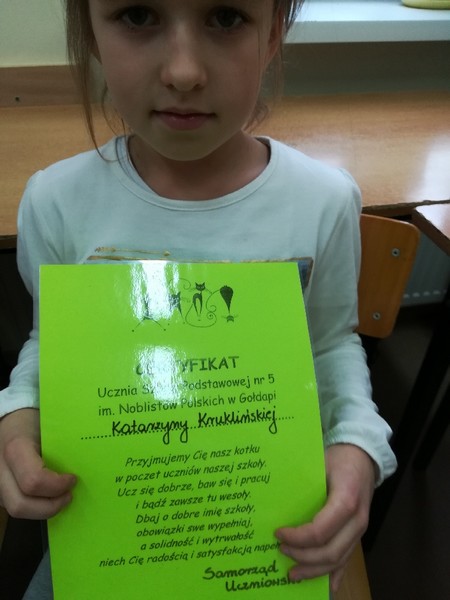 CERTYFIKAT
Ucznia Szkoły Podstawowej nr 5
im. Noblistów Polskich w Gołdapi
Katarzyny Kruklińskiej
Przyjmujemy Cię nasz kotku
w poczet uczniów naszej szkoły.
Ucz się dobrze, baw się i pracuj
i bądź zawsze tu wesoły.
Dbaj o dobre imię szkoły,
obowiązki swe wypełniaj,
a solidność i wytrwałość
niech Cię radością i satysfakcją
Samorząd